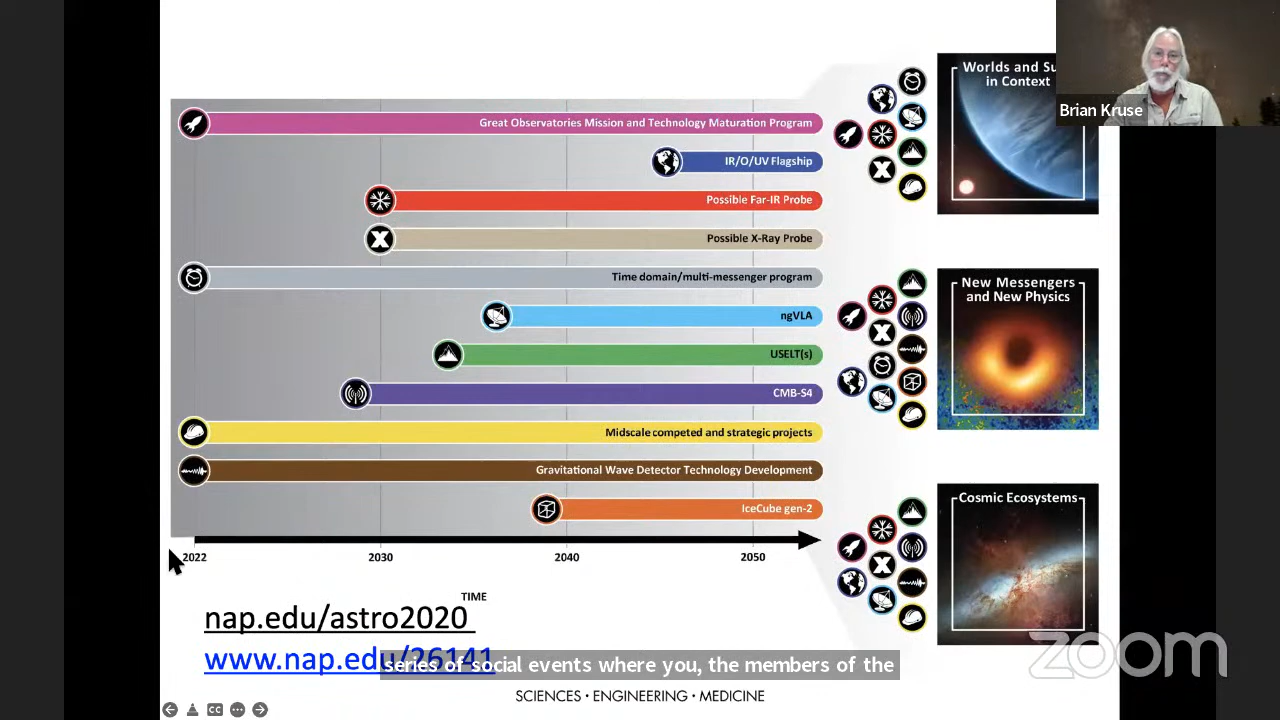 Worlds and Su
in Context
Brian Kruse
Great Observatories Mission and Technology Maturation Program
IR/O/UV Flagship
Possible Far-IR Probe
X
Possible X-Ray Probe
Time domain/multi-messenger program
ngVLA
USELT(s)
CMB-S4
Midscale competed and strategic projects
Gravitational Wave Detector Technology Development
IceCube gen-2
2022
2030
2040
2050
TIME
X
X
X
New Messengers
and New Physics
Cosmic Ecosystems
nap.edu/astro2020
www.nap.edu/26141
series of social events where you, the members of the
zoom
SCIENCES · ENGINEERING · MEDICINE
CC